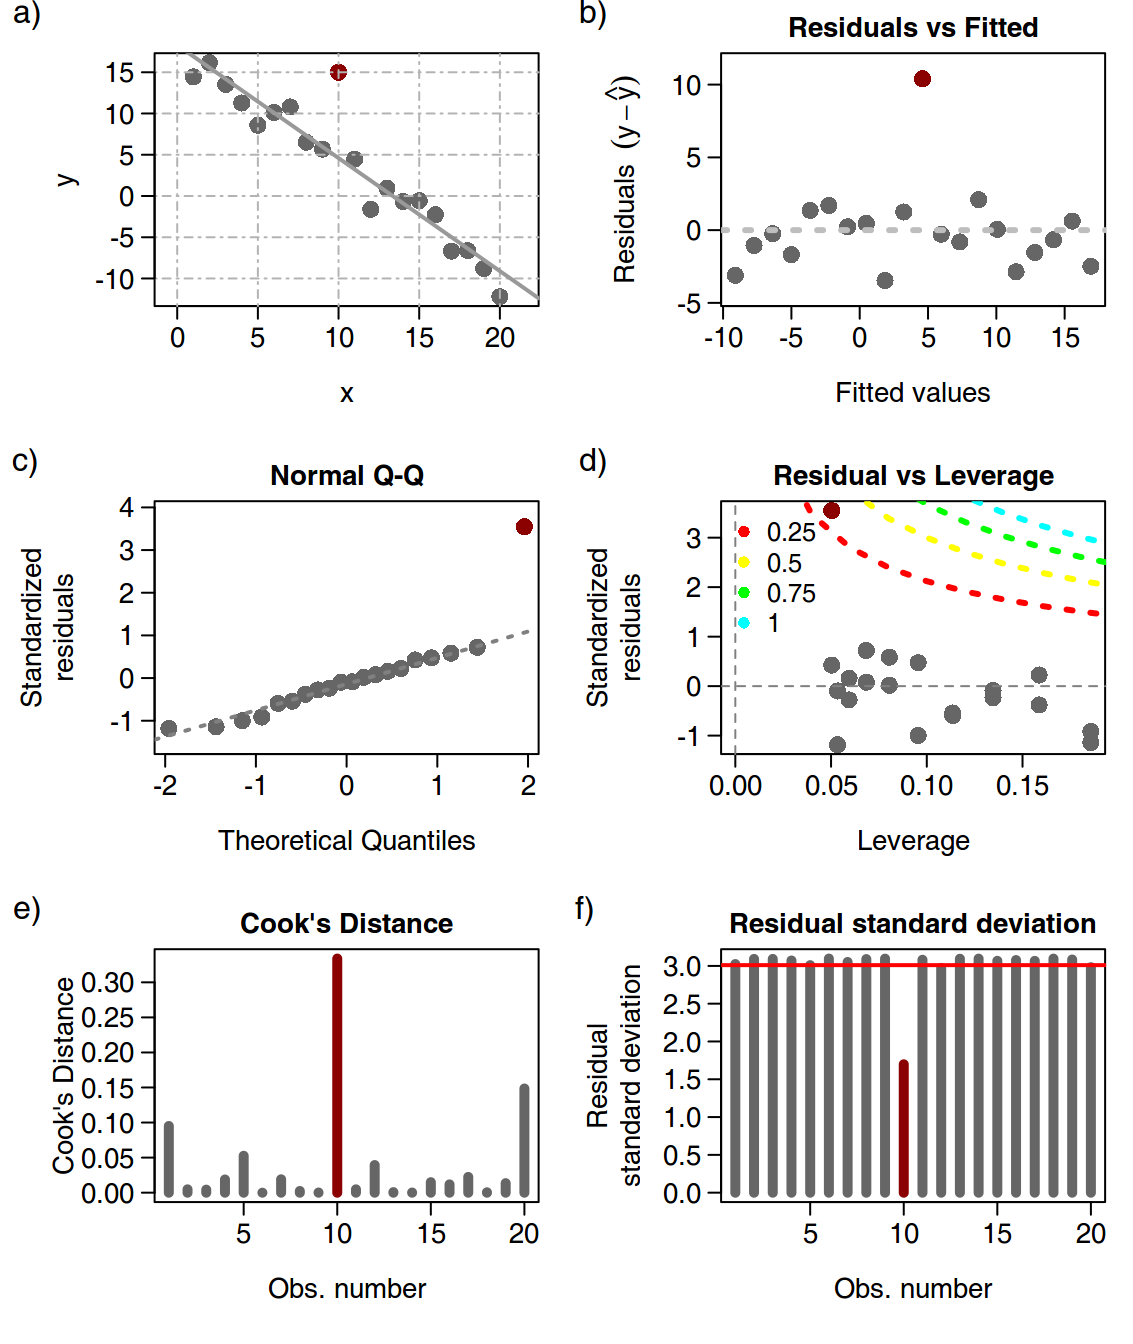 a)
15
10
5
0
-5
-10
y
0 5 10 15 20
x
b)
Residuals vs Fitted
10
5
0
-5
Residuals (y − ŷ)
-10 -5 0 5 10 15
Fitted values
c)
Normal Q-Q
4
3
2
1
0
-1
Standardized
residuals
-2 -1 0 1 2
Theoretical Quantiles
d)
Residual vs Leverage
3
2
1
0
-1
Standardized
residuals
0.25
0.5
0.75
1
0.00 0.05 0.10 0.15
Leverage
e)
Cook's Distance
0.30
0.25
0.20
0.15
0.10
0.05
0.00
Cook's Distance
5 10 15 20
Obs. number
f)
Residual standard deviation
3.0
2.5
2.0
1.5
1.0
0.5
0.0
Residual
standard deviation
5 10 15 20
Obs. number